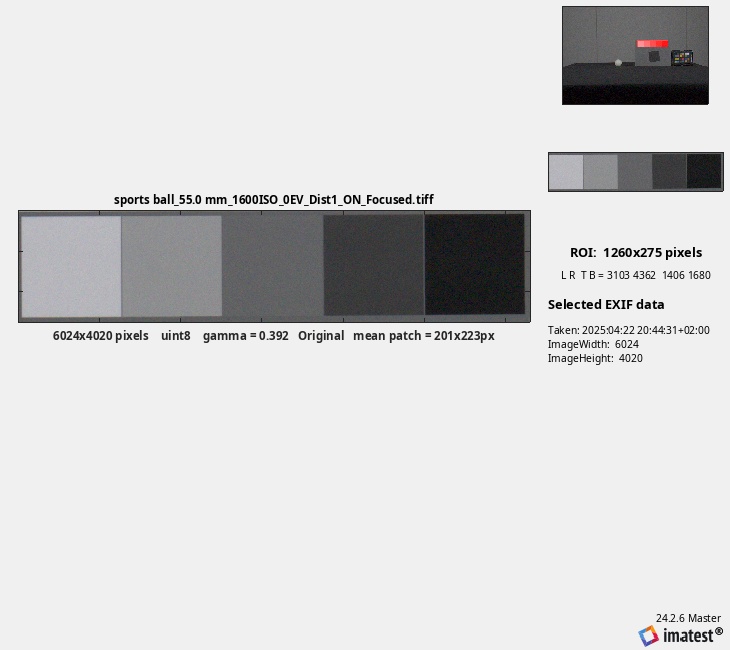 sports ball_55.0 mm_1600ISO_0EV_Dist1_ON_Focused.tiff
6024x4020 pixels    uint8    gamma = 0.392    Original    mean patch = 201x223px
ROI:  1260x275 pixels
L R  T B = 3103 4362  1406 1680
Selected EXIF data
Taken: 2025:04:22 20:44:31+02:00
ImageWidth:  6024
ImageHeight:  4020
24.2.6 Master
imatest®